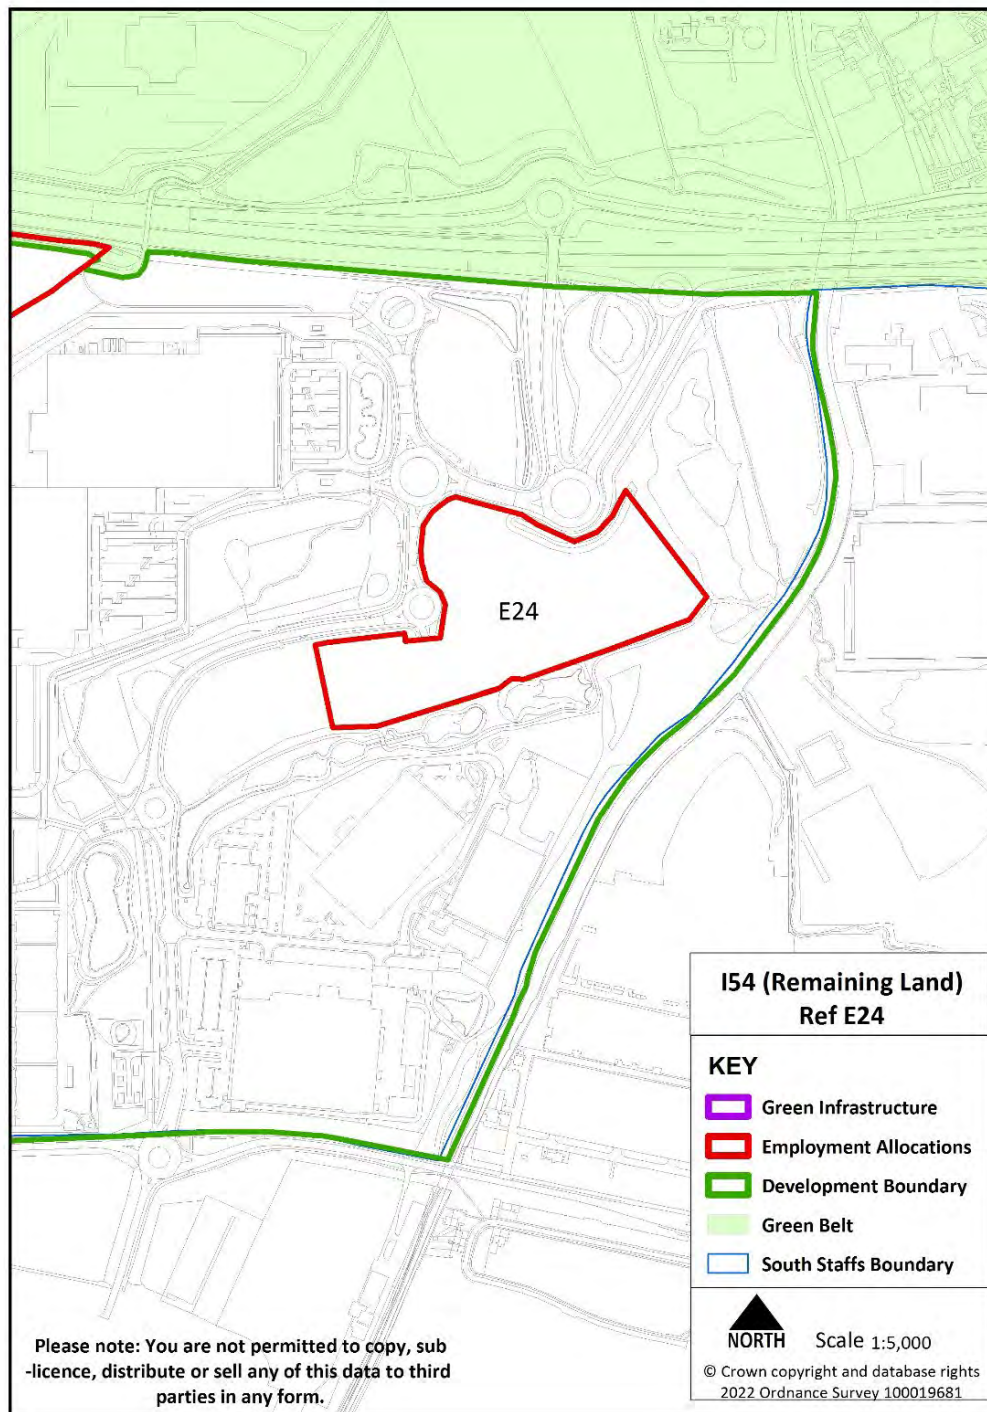 E24
I54 (Remaining Land)
Ref E24
KEY
Green Infrastructure
Employment Allocations
Development Boundary
Green Belt
South Staffs Boundary
NORTH
Scale 1:5,000
© Crown copyright and database rights
2022 Ordnance Survey 100019681
Please note: You are not permitted to copy, sub
-licence, distribute or sell any of this data to third
parties in any form.